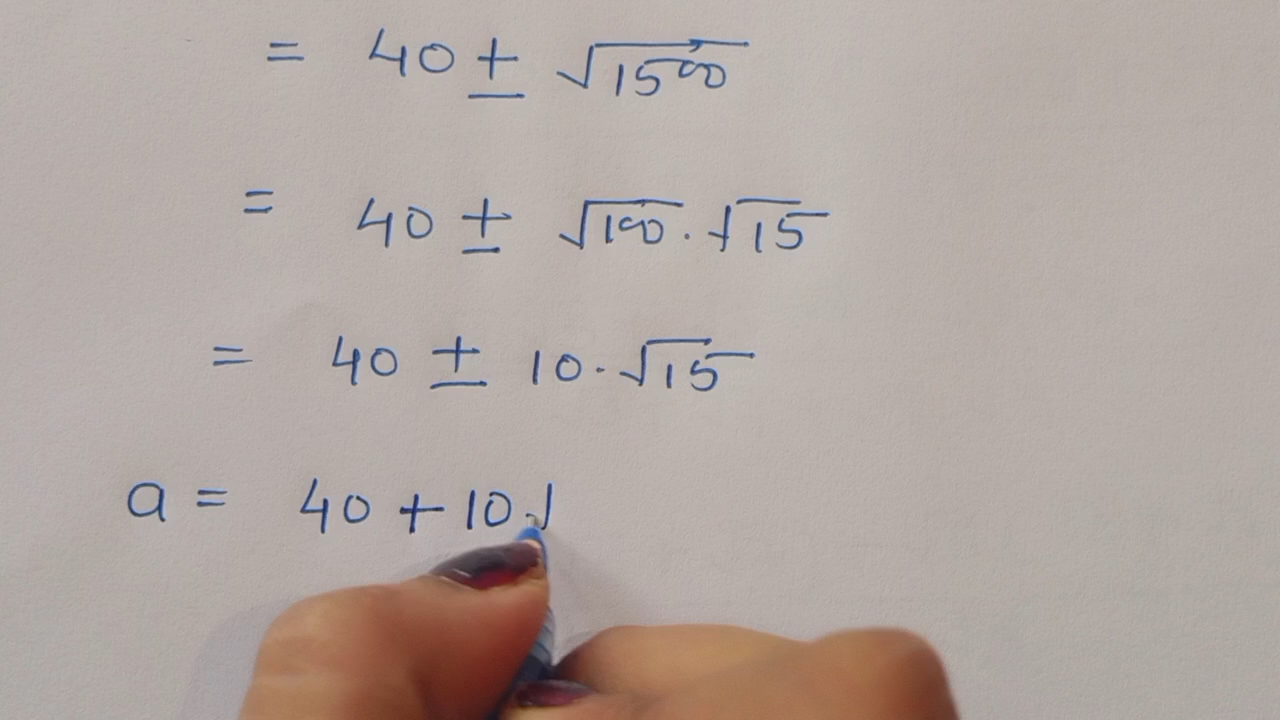 = 40 ± √1500
= 40 ± √100 . √15
= 40 ± 10 . √15
a = 40 + 10 √